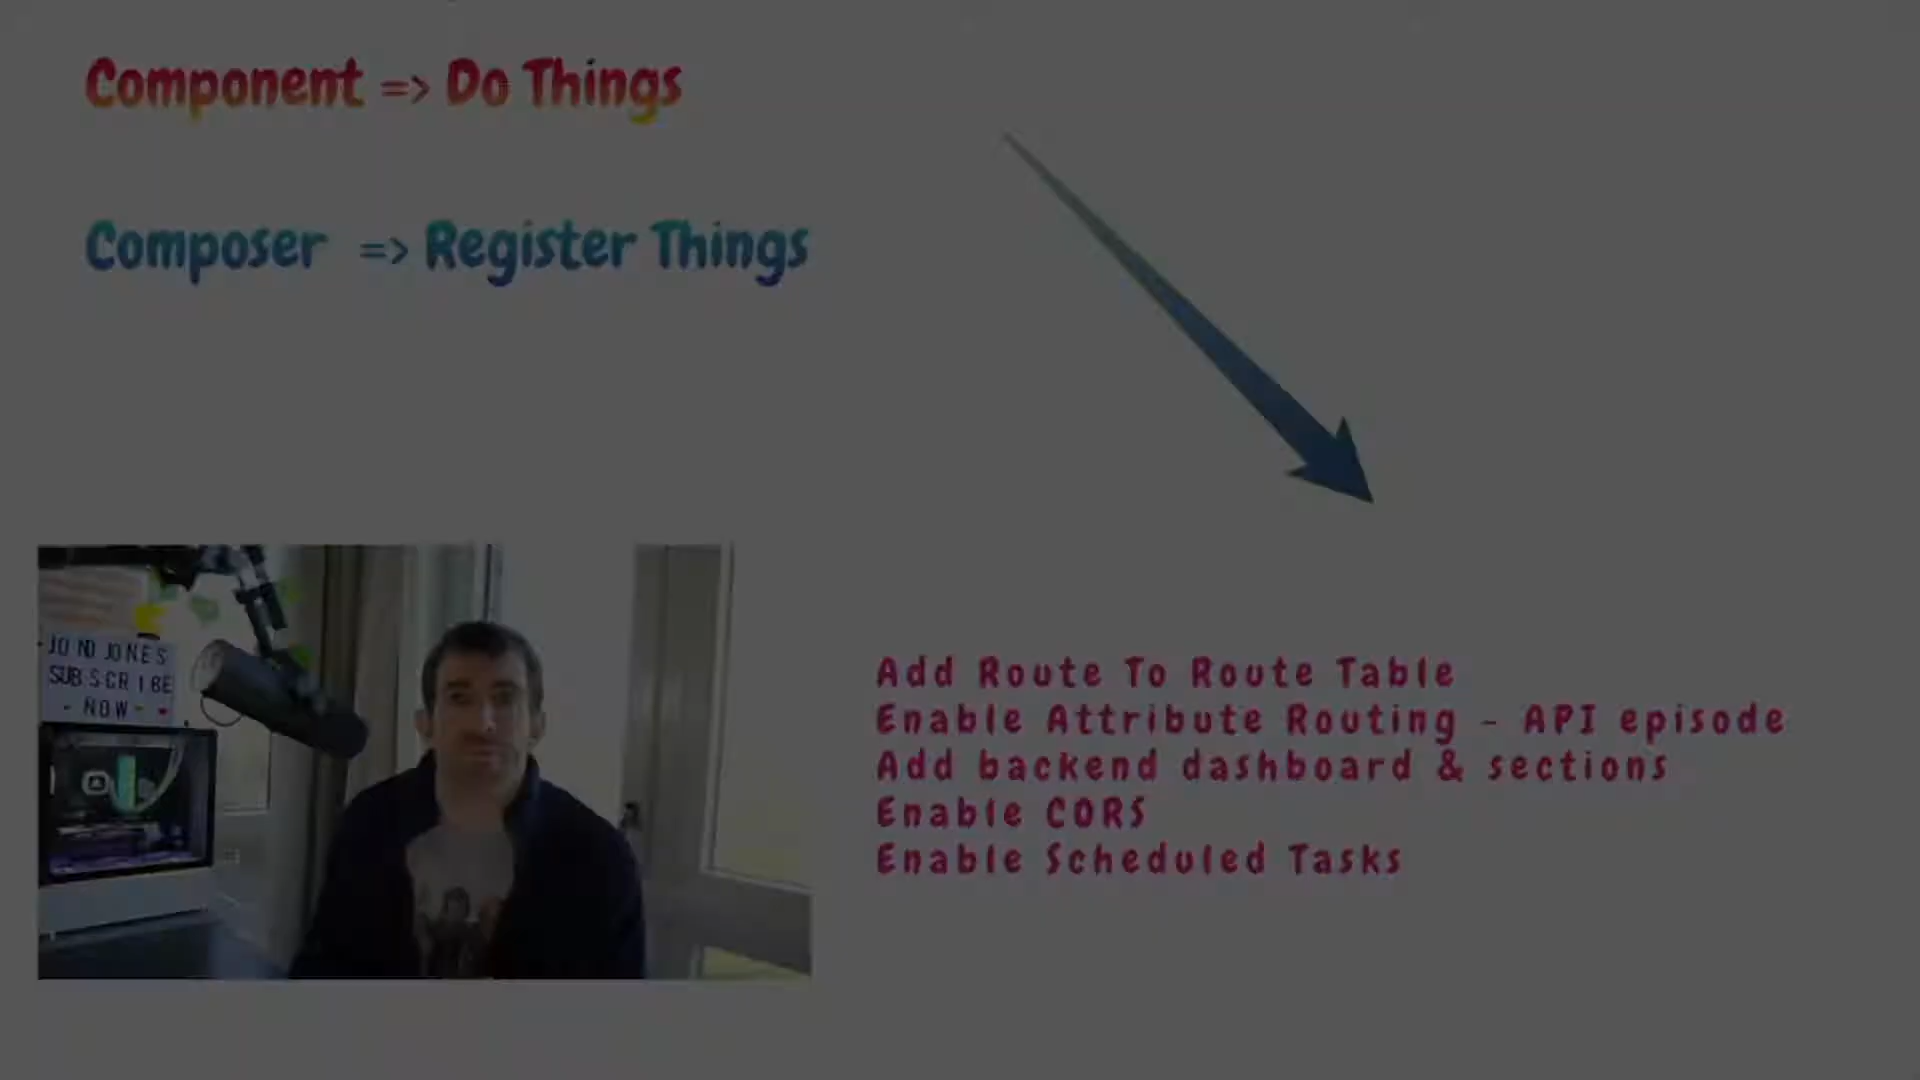 Component => Do Things
Composer => Register Things
JON D JONES
SUBSCRIBE
- NOW -
Add Route To Route Table
Enable Attribute Routing - API episode
Add backend dashboard & sections
Enable CORS
Enable Scheduled Tasks